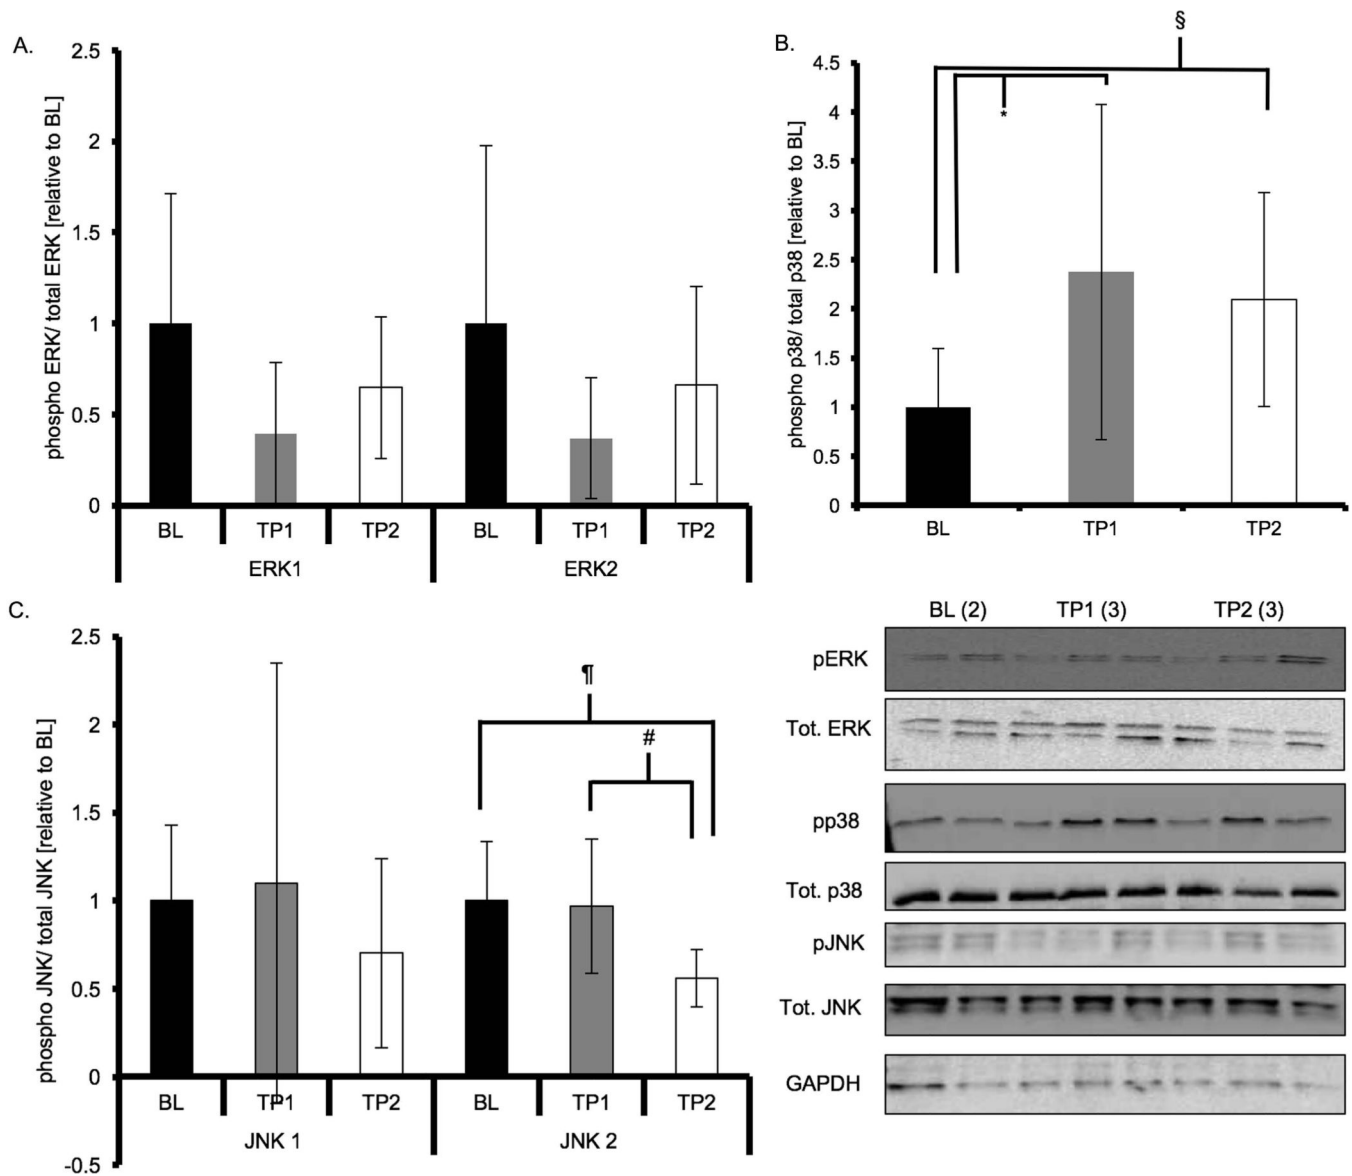 A.
phospho ERK/ total ERK [relative to BL]
2.5
2
1.5
1
0.5
0
BL TP1 TP2 BL TP1 TP2
ERK1 ERK2
B.
phospho p38/ total p38 [relative to BL]
4.5
4
3.5
3
2.5
2
1.5
1
0.5
0
§
*
BL TP1 TP2
C.
phospho JNK/ total JNK [relative to BL]
2.5
2
1.5
1
0.5
0
-0.5
¶
#
BL TP1 TP2 BL TP1 TP2
JNK 1 JNK 2
BL (2) TP1 (3) TP2 (3)
pERK
Tot. ERK
pp38
Tot. p38
pJNK
Tot. JNK
GAPDH